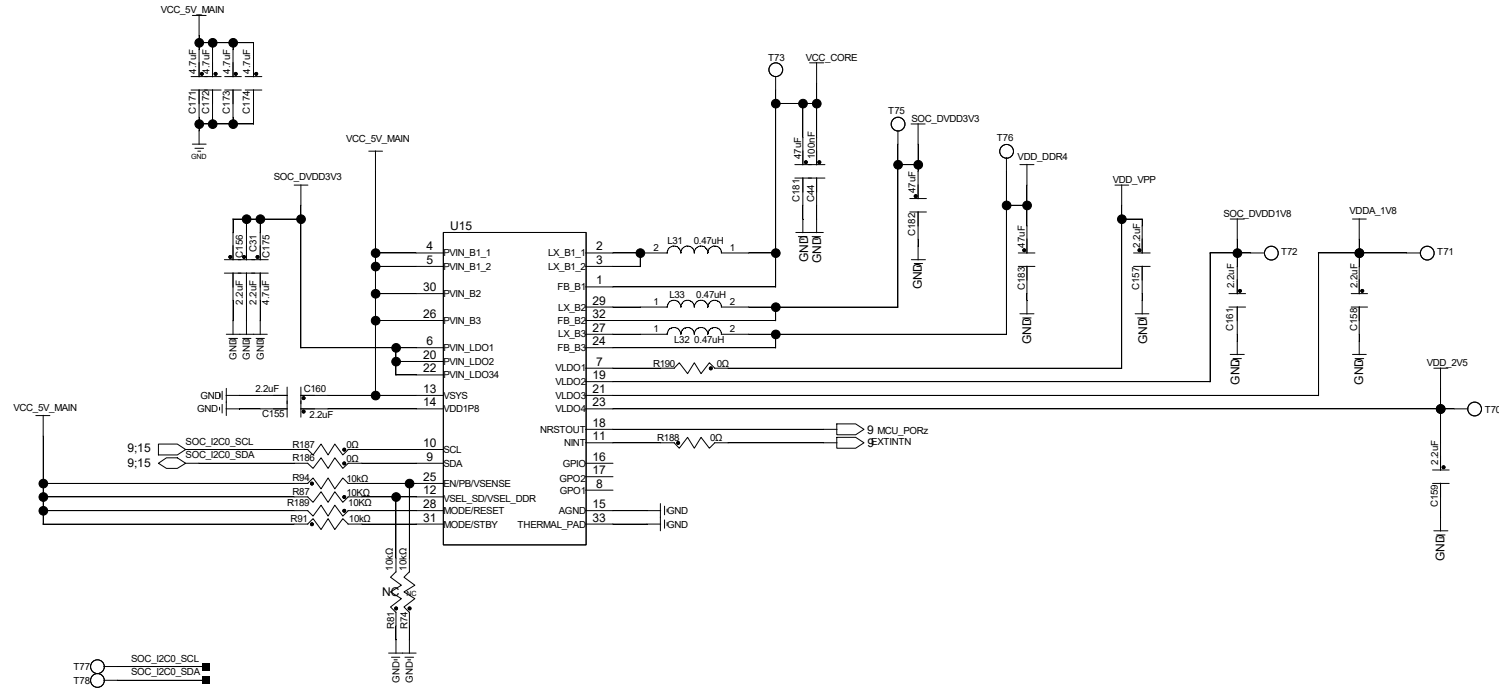 VCC_5V_MAIN
4.7uF 4.7uF 4.7uF 4.7uF
C171 C172 C173 C174
GND
T73 VCC_CORE
47uF 100nF
C181 C44
GND GND
T75 SOC_DVDD3V3
47uF
C182
GND
T76 VDD_DDR4
47uF
C183
GND
VDD_VPP
2.2uF
C157
GND
SOC_DVDD1V8
T72
2.2uF
C161
GND
VDDA_1V8
T71
2.2uF
C158
GND
VDD_2V5
T70
2.2uF
C159
GND
VCC_5V_MAIN
SOC_DVDD3V3
C156 C31 C175
2.2uF 2.2uF 4.7uF
GND GND GND
U15
4 PVIN_B1_1
5 PVIN_B1_2
30 PVIN_B2
26 PVIN_B3
6 PVIN_LDO1
20 PVIN_LDO2
22 PVIN_LDO34
GND 2.2uF C160 13 VSYS
GND C155 2.2uF 14 VDD1P8
VCC_5V_MAIN
9;15 SOC_I2C0_SCL R187 0Ω 10 SCL
9;15 SOC_I2C0_SDA R186 0Ω 9 SDA
R94 10kΩ 25 EN/PB/VSENSE
R87 10KΩ 12 VSEL_SD/VSEL_DDR
R189 10KΩ 28 MODE/RESET
R91 10kΩ 31 MODE/STBY
LX_B1_1 2 2 L31 0.47uH 1
LX_B1_2 3
FB_B1 1
LX_B2 29 1 L33 0.47uH 2
FB_B2 32
LX_B3 27 1 L32 0.47uH 2
FB_B3 24
VLDO1 7 R190 0Ω
VLDO2 19
VLDO3 21
VLDO4 23
NRSTOUT 18 9 MCU_PORz
NINT 11 R188 0Ω 9 EXTINTN
GPIO 16
GPO2 17
GPO1 8
AGND 15 GND
THERMAL_PAD 33 GND
10kΩ 10kΩ
NC NC
R81 R74
GND GND
T77 SOC_I2C0_SCL
T78 SOC_I2C0_SDA